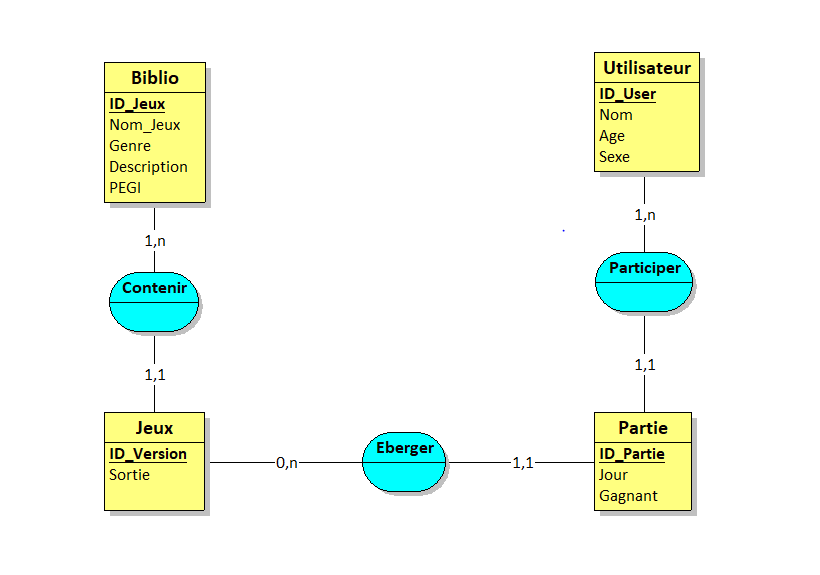 Biblio
ID_Jeux
Nom_Jeux
Genre
Description
PEGI
1,n
Contenir
1,1
Jeux
ID_Version
Sortie
0,n
Eberger
1,1
Utilisateur
ID_User
Nom
Age
Sexe
1,n
Participer
1,1
Partie
ID_Partie
Jour
Gagnant